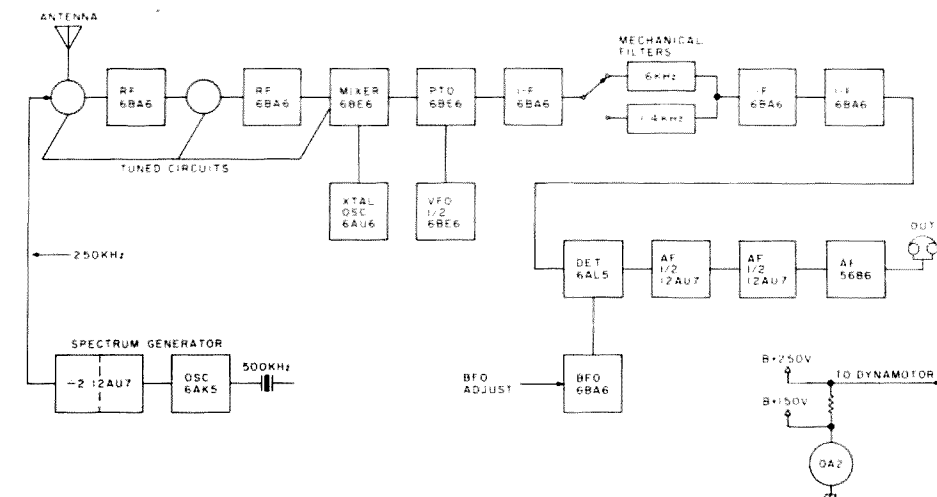 ANTENNA
RF
6BA6
RF
6BA6
MIXER
6BE6
PTO
6BE6
I-F
6BA6
MECHANICAL
FILTERS
6KHz
1.4KHz
I-F
6BA6
I-F
6BA6
TUNED CIRCUITS
XTAL
OSC
6AU6
VFO
1/2
6BE6
250KHz
DET
6AL5
AF
1/2
12AU7
AF
1/2
12AU7
AF
5686
OUT
SPECTRUM GENERATOR
÷2 12AU7
OSC
6AK5
500KHz
BFO
ADJUST
BFO
6BA6
B+250V
TO DYNAMOTOR
B+150V
OA2